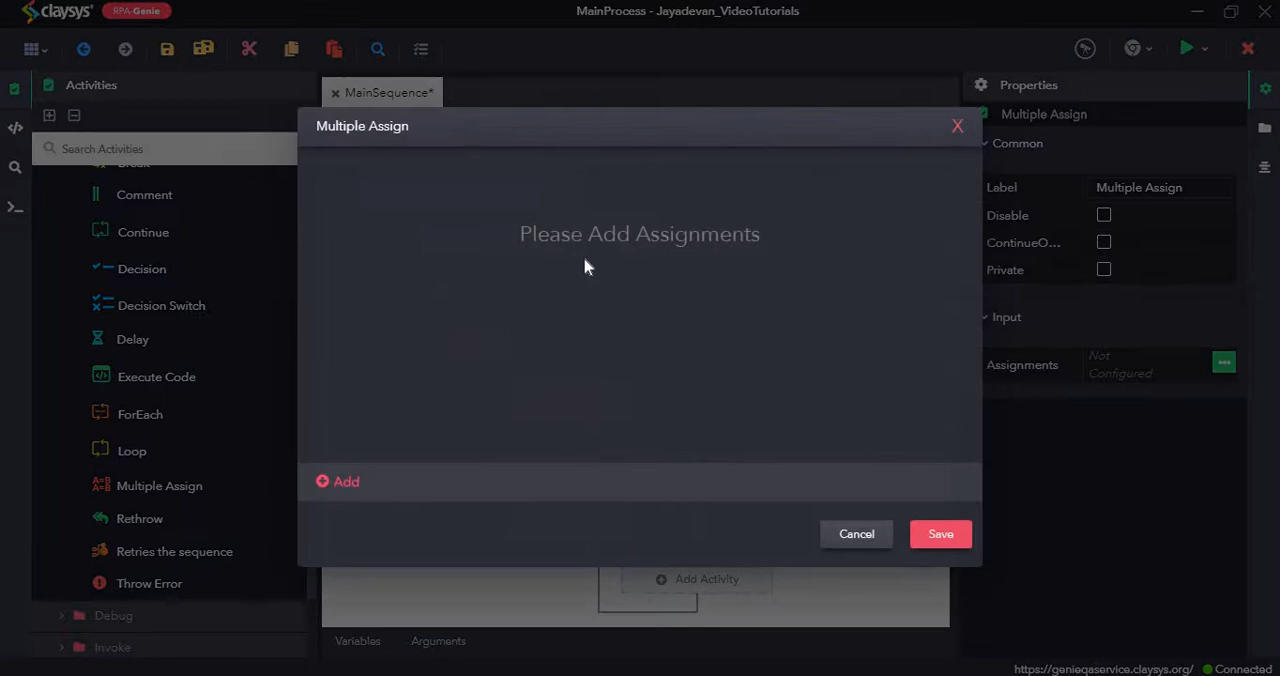 claysys RPA-Genie
MainProcess - Jayadevan_VideoTutorials
Activities
MainSequence*
Properties
Search Activities
Break
Comment
Continue
Decision
Decision Switch
Delay
Execute Code
ForEach
Loop
Multiple Assign
Rethrow
Retries the sequence
Throw Error
Debug
Invoke
Multiple Assign
X
Please Add Assignments
Add
Cancel
Save
Add Activity
Variables
Arguments
Multiple Assign
Common
Label
Multiple Assign
Disable
ContinueO...
Private
Input
Assignments
Not
Configured
https://genieqaservice.claysys.org/
Connected